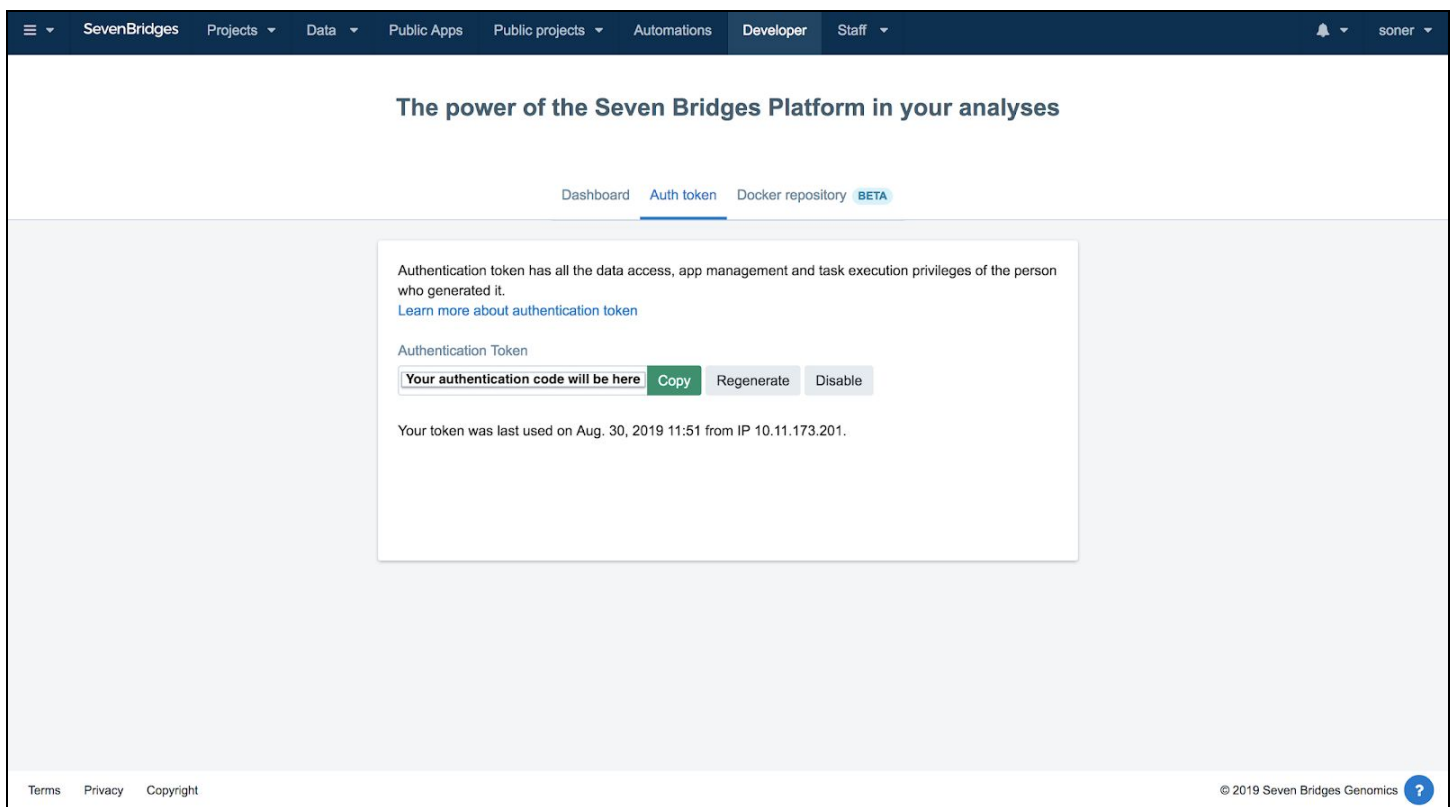 SevenBridges Projects Data Public Apps Public projects Automations Developer Staff soner
The power of the Seven Bridges Platform in your analyses
Dashboard Auth token Docker repository BETA
Authentication token has all the data access, app management and task execution privileges of the person
who generated it.
Learn more about authentication token
Authentication Token
Your authentication code will be here Copy Regenerate Disable
Your token was last used on Aug. 30, 2019 11:51 from IP 10.11.173.201.
Terms Privacy Copyright © 2019 Seven Bridges Genomics ?